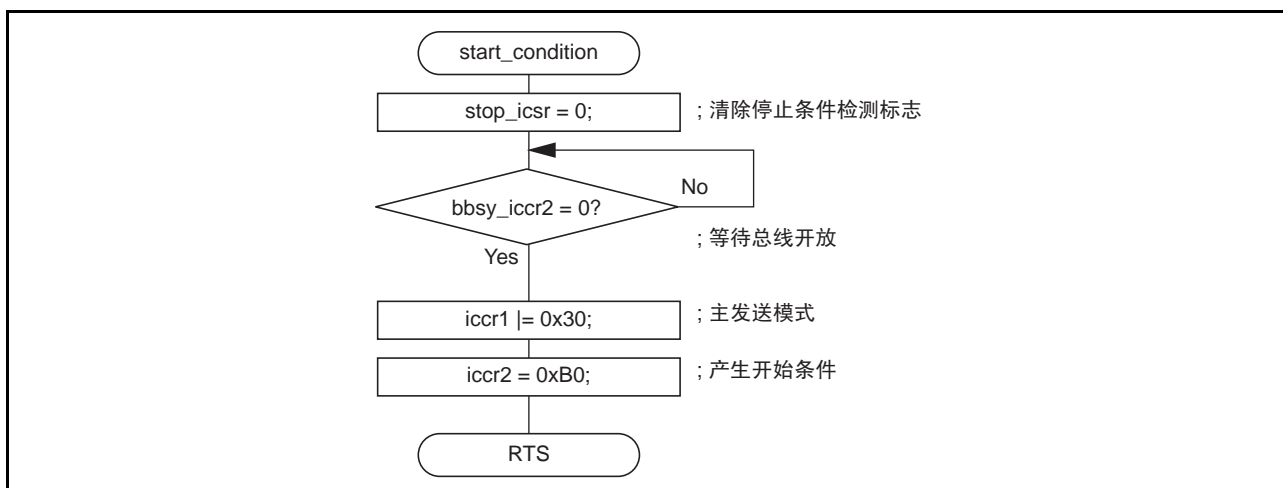 start_condition
stop_icsr = 0; ; 清除停止条件检测标志
No
bbsy_iccr2 = 0?
; 等待总线开放
Yes
iccr1 |= 0x30; ; 主发送模式
iccr2 = 0xB0; ; 产生开始条件
RTS